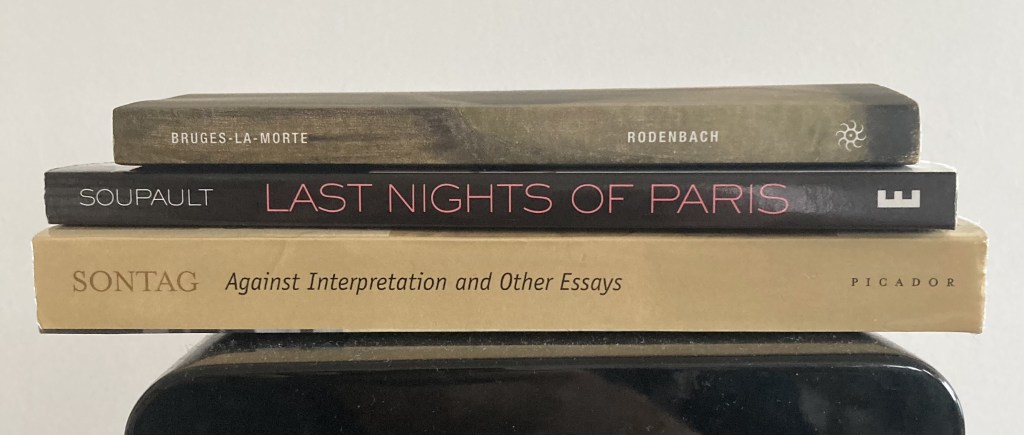 BRUGES-LA-MORTE RODENBACH
SOUPAULT LAST NIGHTS OF PARIS E
SONTAG Against Interpretation and Other Essays PICADOR